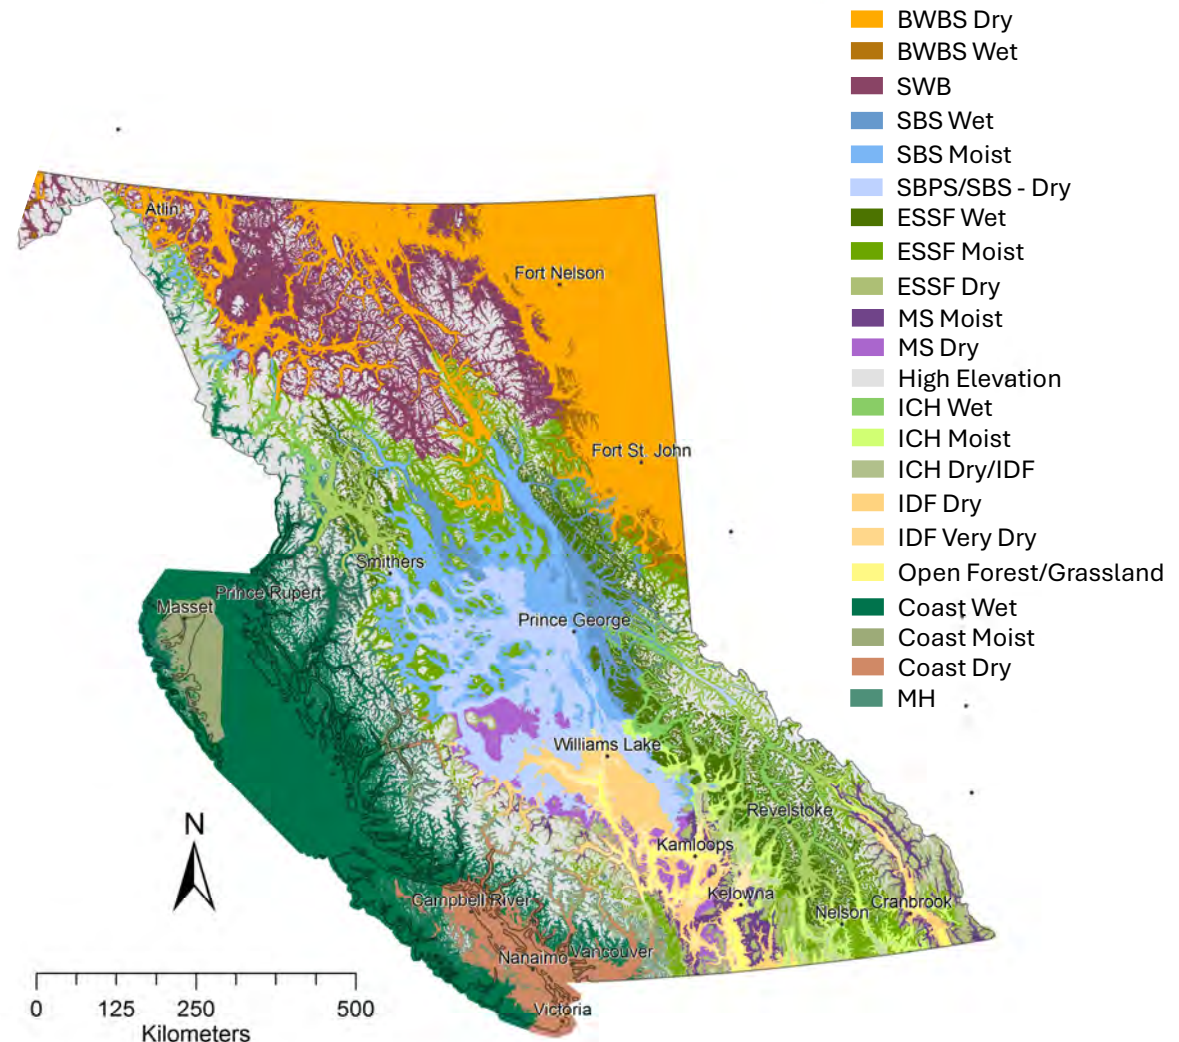 BWBS Dry
BWBS Wet
SWB
SBS Wet
SBS Moist
SBPS/SBS - Dry
ESSF Wet
ESSF Moist
ESSF Dry
MS Moist
MS Dry
High Elevation
ICH Wet
ICH Moist
ICH Dry/IDF
IDF Dry
IDF Very Dry
Open Forest/Grassland
Coast Wet
Coast Moist
Coast Dry
MH
Atlin
Fort Nelson
Fort St. John
Smithers
Prince Rupert
Masset
Prince George
Williams Lake
Revelstoke
Kamloops
Kelowna
Nelson
Cranbrook
Campbell River
Nanaimo
Vancouver
Victoria
N
0 125 250 500
Kilometers